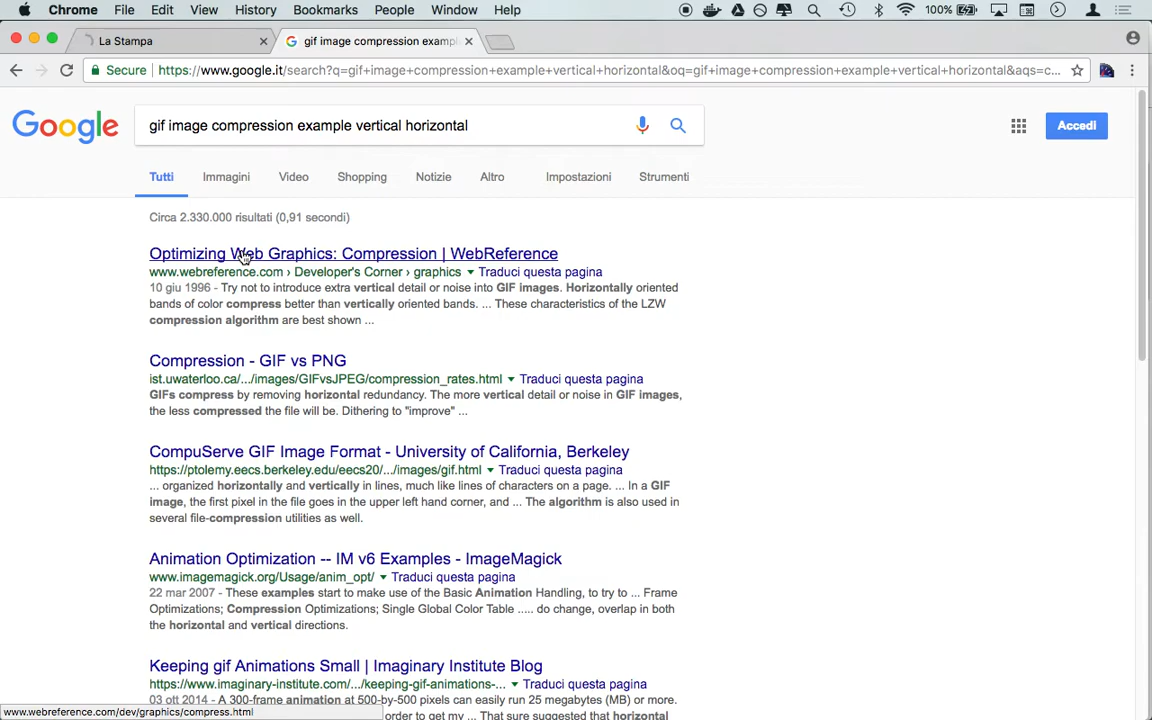 Chrome File Edit View History Bookmarks People Window Help 100%
La Stampa gif image compression exampl
Secure https://www.google.it/search?q=gif+image+compression+example+vertical+horizontal&oq=gif+image+compression+example+vertical+horizontal&aqs=c...
Google gif image compression example vertical horizontal Accedi
Tutti Immagini Video Shopping Notizie Altro Impostazioni Strumenti
Circa 2.330.000 risultati (0,91 secondi)
Optimizing Web Graphics: Compression | WebReference
www.webreference.com › Developer's Corner › graphics Traduci questa pagina
10 giu 1996 - Try not to introduce extra vertical detail or noise into GIF images. Horizontally oriented
bands of color compress better than vertically oriented bands. ... These characteristics of the LZW
compression algorithm are best shown ...
Compression - GIF vs PNG
ist.uwaterloo.ca/.../images/GIFvsJPEG/compression_rates.html Traduci questa pagina
GIFs compress by removing horizontal redundancy. The more vertical detail or noise in GIF images,
the less compressed the file will be. Dithering to "improve" ...
CompuServe GIF Image Format - University of California, Berkeley
https://ptolemy.eecs.berkeley.edu/eecs20/.../images/gif.html Traduci questa pagina
... organized horizontally and vertically in lines, much like lines of characters on a page. ... In a GIF
image, the first pixel in the file goes in the upper left hand corner, and ... The algorithm is also used in
several file-compression utilities as well.
Animation Optimization -- IM v6 Examples - ImageMagick
www.imagemagick.org/Usage/anim_opt/ Traduci questa pagina
22 mar 2007 - These examples start to make use of the Basic Animation Handling, to try to ... Frame
Optimizations; Compression Optimizations; Single Global Color Table ..... do change, overlap in both
the horizontal and vertical directions.
Keeping gif Animations Small | Imaginary Institute Blog
https://www.imaginary-institute.com/.../keeping-gif-animations-... Traduci questa pagina
03 ott 2014 - A 300-frame animation at 500-by-500 pixels can easily run 25 megabytes (MB) or more.
www.webreference.com/dev/graphics/compress.html order to get my ... That sure suggested that horizontal